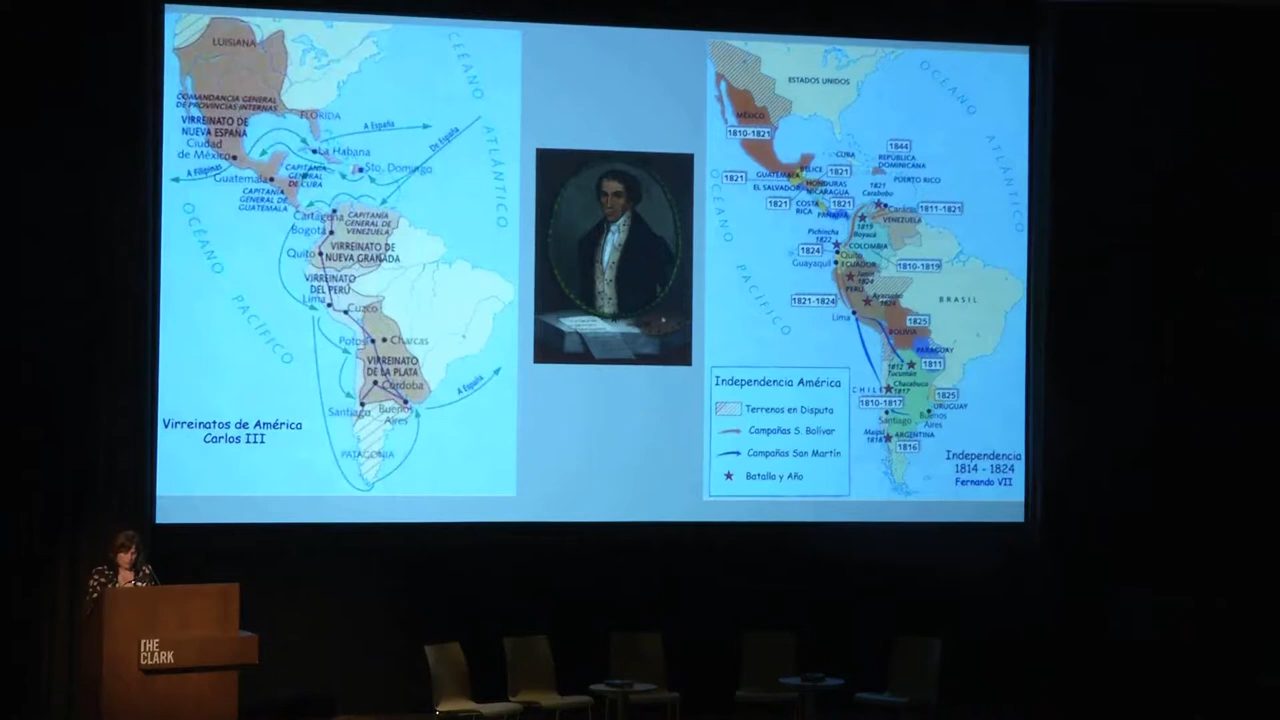 LUISIANA
COMANDANCIA GENERAL
DE PROVINCIAS INTERNAS
FLORIDA
VIRREINATO DE
NUEVA ESPAÑA
Ciudad
de México
A España
De España
La Habana
Sto. Domingo
A Filipinas
CAPITANÍA
GENERAL
DE CUBA
Guatemala
CAPITANÍA
GENERAL DE
GUATEMALA
OCÉANO
ATLÁNTICO
Cartagena
CAPITANÍA
GENERAL DE
VENEZUELA
Bogotá
Quito
VIRREINATO DE
NUEVA GRANADA
VIRREINATO
DEL PERÚ
Lima
Cuzco
OCÉANO
PACÍFICO
Potosí
Charcas
VIRREINATO
DE LA PLATA
Córdoba
A España
Santiago
Buenos
Aires
PATAGONIA
Virreinatos de América
Carlos III
ESTADOS UNIDOS
OCÉANO
ATLÁNTICO
MÉXICO
1810-1821
CUBA
1844
REPÚBLICA
DOMINICANA
PUERTO RICO
BELICE
1821
GUATEMALA
1821
HONDURAS
EL SALVADOR
NICARAGUA
1821
COSTA
RICA
1821
PANAMÁ
1821
Carabobo
Caracas
1811-1821
VENEZUELA
1819
Boyacá
Pichincha
1822
COLOMBIA
1824
Quito
ECUADOR
Guayaquil
1810-1819
Junín
1824
PERÚ
Ayacucho
1824
BRASIL
1821-1824
Lima
OCÉANO
PACÍFICO
1825
BOLIVIA
PARAGUAY
1811
1812
Tucumán
CHILE
Chacabuco
1817
1810-1817
1825
URUGUAY
Santiago
Buenos
Aires
Maipú
1818
ARGENTINA
1816
Independencia América
Terrenos en Disputa
Campañas S. Bolívar
Campañas San Martín
Batalla y Año
Independencia
1814 - 1824
Fernando VII
THE
CLARK